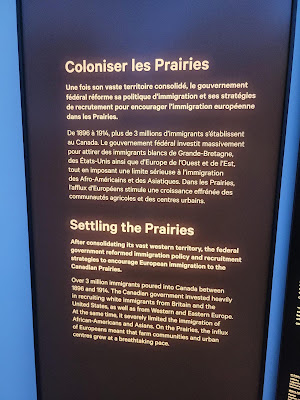 Coloniser les Prairies
Une fois son vaste territoire consolidé, le gouvernement
fédéral réforme sa politique d'immigration et ses stratégies
de recrutement pour encourager l'immigration européenne
dans les Prairies.
De 1896 à 1914, plus de 3 millions d'immigrants s'établissent
au Canada. Le gouvernement fédéral investit massivement
pour attirer des immigrants blancs de Grande-Bretagne,
des États-Unis ainsi que d'Europe de l'Ouest et de l'Est,
tout en imposant une limite sérieuse à l'immigration
des Afro-Américains et des Asiatiques. Dans les Prairies,
l'afflux d'Européens stimule une croissance effrénée des
communautés agricoles et des centres urbains.
Settling the Prairies
After consolidating its vast western territory, the federal
government reformed immigration policy and recruitment
strategies to encourage European immigration to the
Canadian Prairies.
Over 3 million immigrants poured into Canada between
1896 and 1914. The Canadian government invested heavily
in recruiting white immigrants from Britain and the
United States, as well as from Western and Eastern Europe.
At the same time, it severely limited the immigration of
African-Americans and Asians. On the Prairies, the influx
of Europeans meant that farm communities and urban
centres grew at a breathtaking pace.